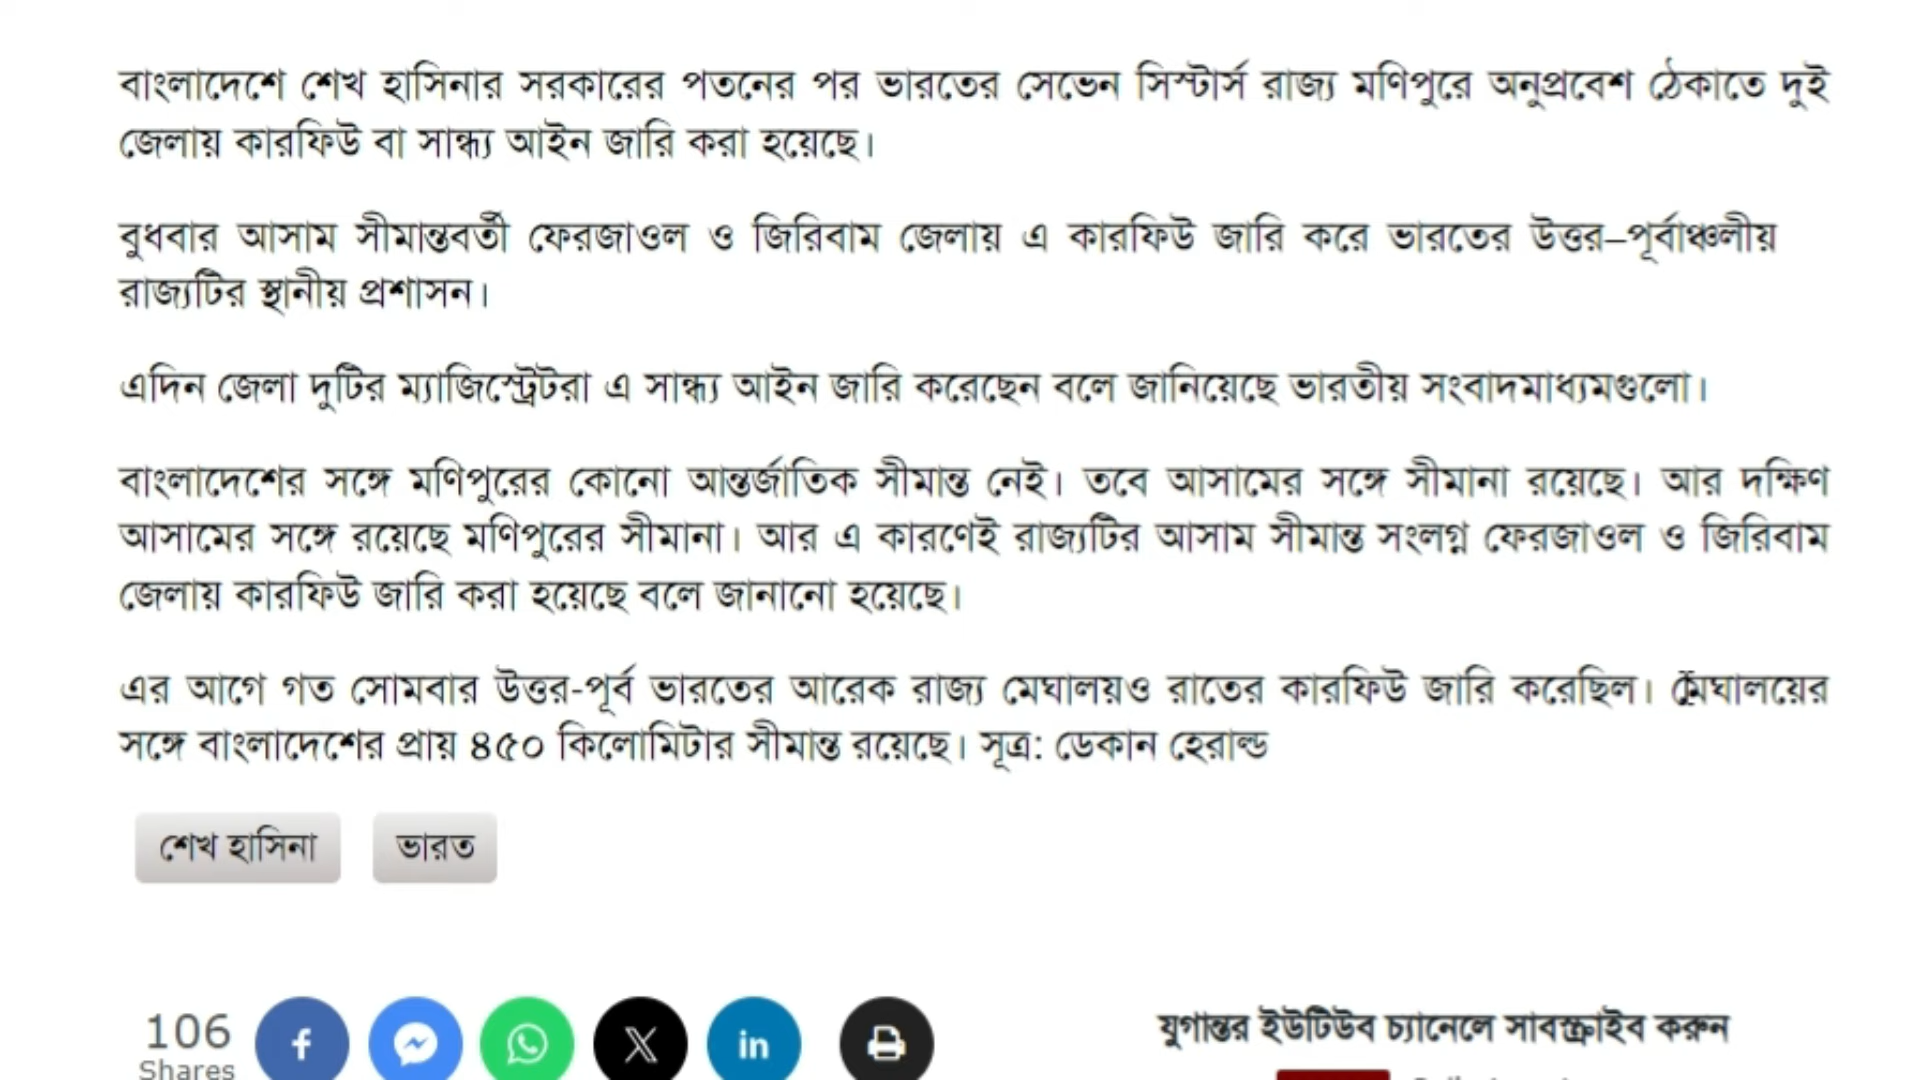 বাংলাদেশে শেখ হাসিনার সরকারের পতনের পর ভারতের সেভেন সিস্টার্স রাজ্য মণিপুরে অনুপ্রবেশ ঠেকাতে দুই
জেলায় কারফিউ বা সান্ধ্য আইন জারি করা হয়েছে।
বুধবার আসাম সীমান্তবর্তী ফেরজাওল ও জিরিবাম জেলায় এ কারফিউ জারি করে ভারতের উত্তর–পূর্বাঞ্চলীয়
রাজ্যটির স্থানীয় প্রশাসন।
এদিন জেলা দুটির ম্যাজিস্ট্রেটরা এ সান্ধ্য আইন জারি করেছেন বলে জানিয়েছে ভারতীয় সংবাদমাধ্যমগুলো।
বাংলাদেশের সঙ্গে মণিপুরের কোনো আন্তর্জাতিক সীমান্ত নেই। তবে আসামের সঙ্গে সীমানা রয়েছে। আর দক্ষিণ
আসামের সঙ্গে রয়েছে মণিপুরের সীমানা। আর এ কারণেই রাজ্যটির আসাম সীমান্ত সংলগ্ন ফেরজাওল ও জিরিবাম
জেলায় কারফিউ জারি করা হয়েছে বলে জানানো হয়েছে।
এর আগে গত সোমবার উত্তর-পূর্ব ভারতের আরেক রাজ্য মেঘালয়ও রাতের কারফিউ জারি করেছিল। মেঘালয়ের
সঙ্গে বাংলাদেশের প্রায় ৪৫০ কিলোমিটার সীমান্ত রয়েছে। সূত্র: ডেকান হেরাল্ড
শেখ হাসিনা ভারত
106
Shares
যুগান্তর ইউটিউব চ্যানেলে সাবস্ক্রাইব করুন